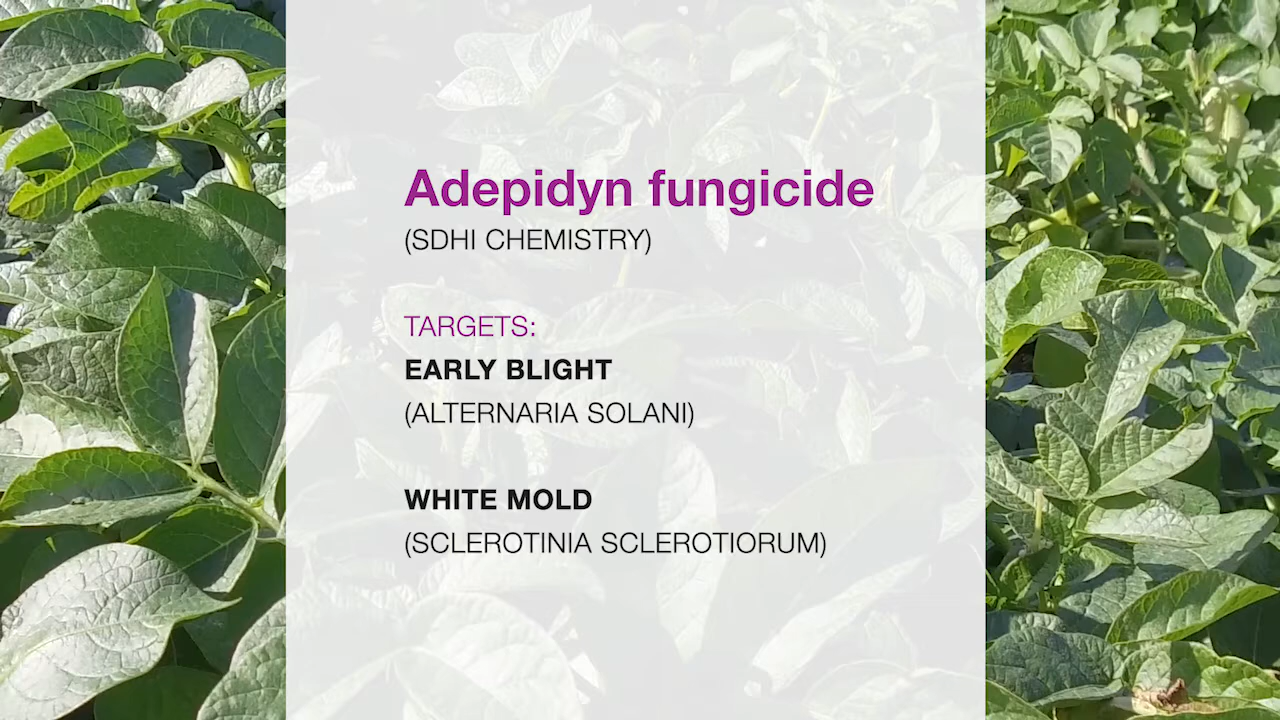 Adepidyn fungicide
(SDHI CHEMISTRY)
TARGETS:
EARLY BLIGHT
(ALTERNARIA SOLANI)
WHITE MOLD
(SCLEROTINIA SCLEROTIORUM)